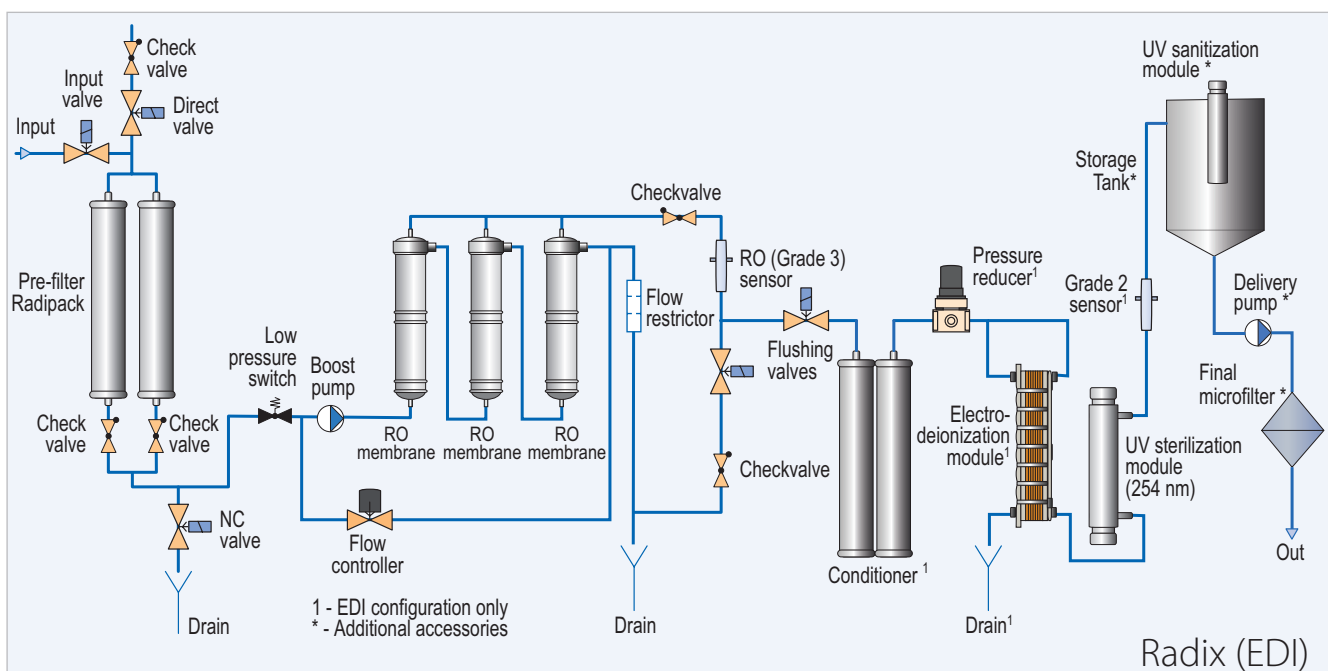 Check
valve
Input
valve
Direct
valve
Input
Pre-filter
Radipack
Check
valve
Check
valve
NC
valve
Drain
Low
pressure
switch
Boost
pump
RO
membrane
RO
membrane
RO
membrane
Flow
controller
1 - EDI configuration only
* - Additional accessories
Checkvalve
RO (Grade 3)
sensor
Flow
restrictor
Flushing
valves
Checkvalve
Drain
Pressure
reducer1
Conditioner 1
Electro-
deionization
module1
Drain1
UV sterilization
module
(254 nm)
Grade 2
sensor1
UV sanitization
module *
Storage
Tank*
Delivery
pump *
Final
microfilter *
Out
Radix (EDI)